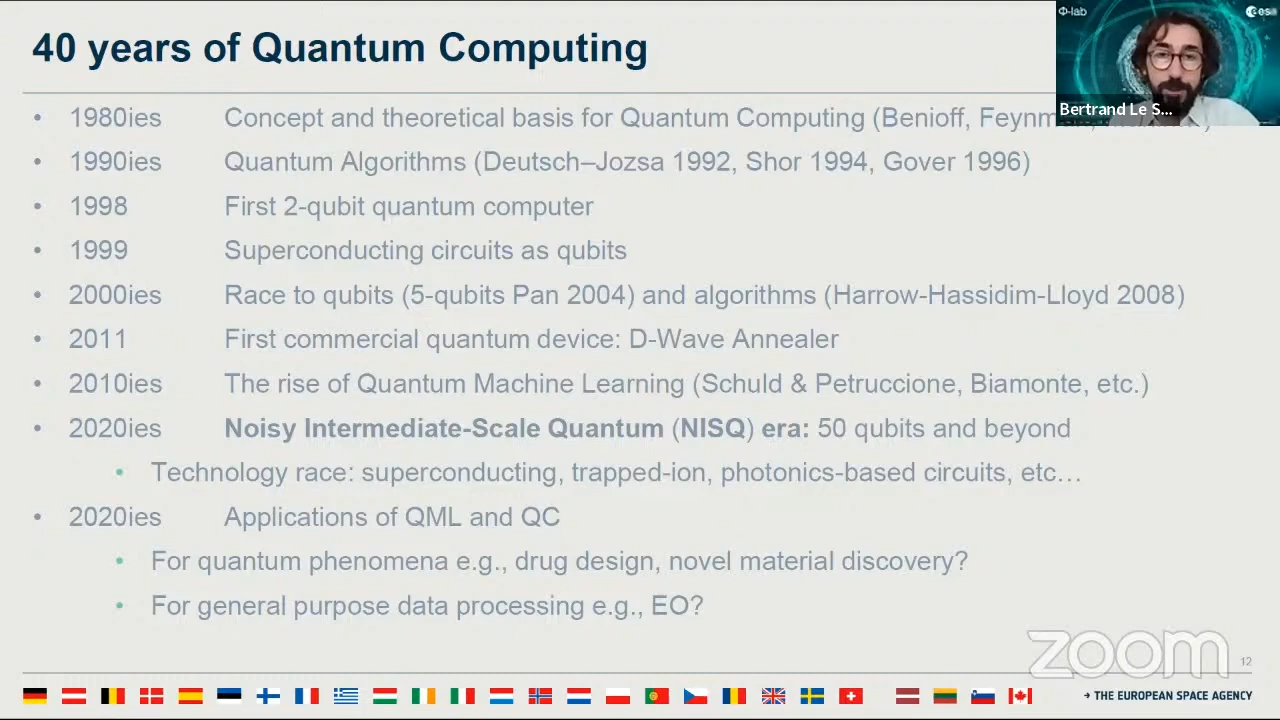 40 years of Quantum Computing
Φ-lab
esa
Bertrand Le S...
• 1980ies Concept and theoretical basis for Quantum Computing (Benioff,
• 1990ies Quantum Algorithms (Deutsch–Jozsa 1992, Shor 1994, Gover 1996)
• 1998 First 2-qubit quantum computer
• 1999 Superconducting circuits as qubits
• 2000ies Race to qubits (5-qubits Pan 2004) and algorithms (Harrow-Hassidim-Lloyd 2008)
• 2011 First commercial quantum device: D-Wave Annealer
• 2010ies The rise of Quantum Machine Learning (Schuld & Petruccione, Biamonte, etc.)
• 2020ies Noisy Intermediate-Scale Quantum (NISQ) era: 50 qubits and beyond
• Technology race: superconducting, trapped-ion, photonics-based circuits, etc…
• 2020ies Applications of QML and QC
• For quantum phenomena e.g., drug design, novel material discovery?
• For general purpose data processing e.g., EO?
zoom
12
→ THE EUROPEAN SPACE AGENCY